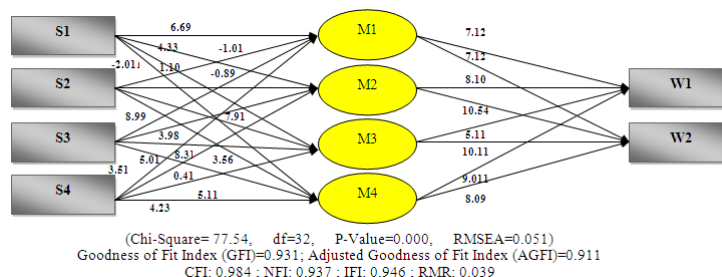 S1
6.69
M1
7.12
4.33
-1.01
7.12
-2.01
1.10
-0.89
S2
M2
8.10
W1
8.99
7.91
10.54
S3
3.98
M3
5.11
W2
5.01
8.31
3.56
10.11
3.51
0.41
9.011
S4
5.11
M4
8.09
4.23
(Chi-Square= 77.54, df=32, P-Value=0.000, RMSEA=0.051)
Goodness of Fit Index (GFI)=0.931; Adjusted Goodness of Fit Index (AGFI)=0.911
CFI: 0.984 ; NFI: 0.937 ; IFI: 0.946 ; RMR: 0.039